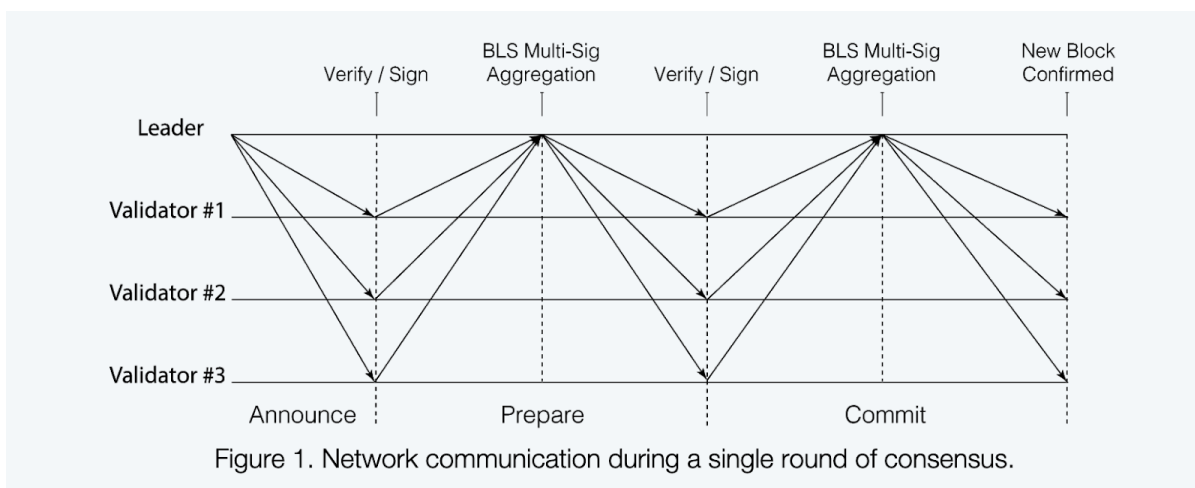 Verify / Sign
BLS Multi-Sig
Aggregation
Verify / Sign
BLS Multi-Sig
Aggregation
New Block
Confirmed
Leader
Validator #1
Validator #2
Validator #3
Announce
Prepare
Commit
Figure 1. Network communication during a single round of consensus.